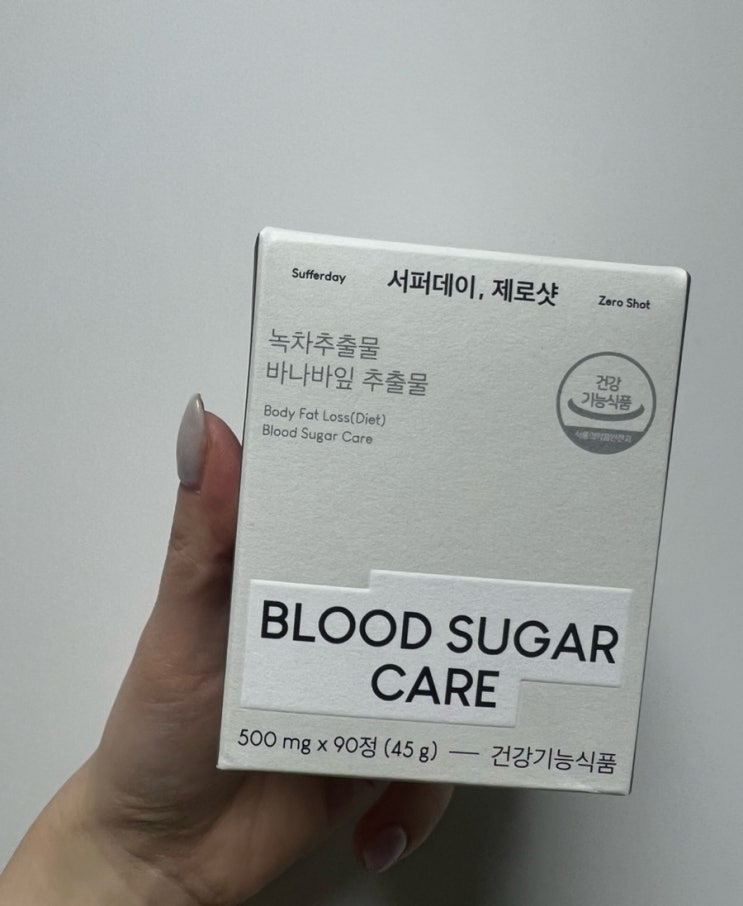 Sufferday 서퍼데이, 제로샷 Zero Shot
녹차추출물
바나바잎 추출물
Body Fat Loss(Diet)
Blood Sugar Care
건강
기능식품
BLOOD SUGAR
CARE
500 mg x 90정 (45 g) — 건강기능식품